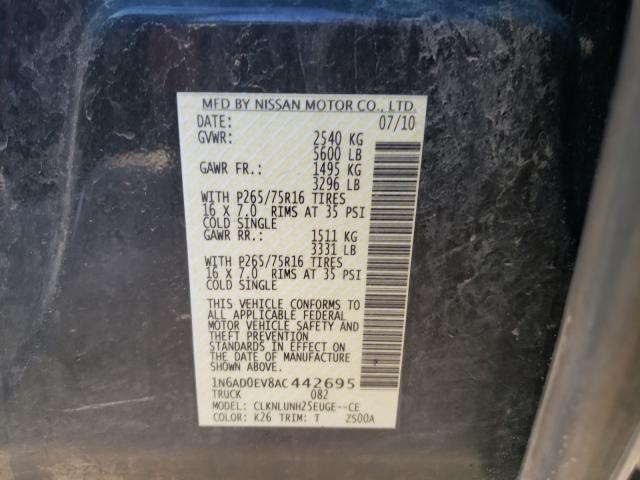 MFD BY NISSAN MOTOR CO., LTD.
DATE: 07/10
GVWR: 2540 KG
5600 LB
GAWR FR.: 1495 KG
3296 LB
WITH P265/75R16 TIRES
16 X 7.0 RIMS AT 35 PSI
COLD SINGLE
GAWR RR.: 1511 KG
3331 LB
WITH P265/75R16 TIRES
16 X 7.0 RIMS AT 35 PSI
COLD SINGLE
THIS VEHICLE CONFORMS TO
ALL APPLICABLE FEDERAL
MOTOR VEHICLE SAFETY AND
THEFT PREVENTION
STANDARDS IN EFFECT ON
THE DATE OF MANUFACTURE
SHOWN ABOVE.
1N6AD0EV8AC442695
TRUCK 082
MODEL: CLKNLUNH25EUGE--CE
COLOR: K26 TRIM: T ZS00A